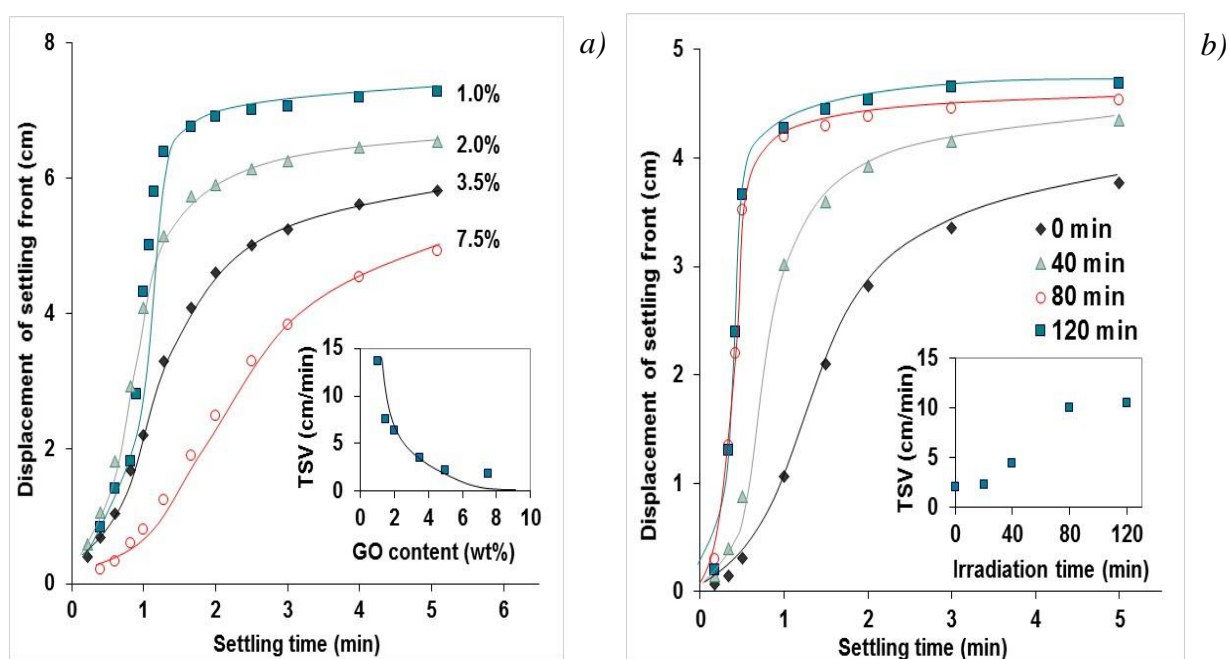 a)
Displacement of settling front (cm)
8
6
4
2
0
0 1 2 3 4 5 6
Settling time (min)
1.0%
2.0%
3.5%
7.5%
TSV (cm/min)
15
10
5
0
0 2 4 6 8 10
GO content (wt%)
b)
Displacement of settling front (cm)
5
4
3
2
1
0
0 1 2 3 4 5
Settling time (min)
0 min
40 min
80 min
120 min
TSV (cm/min)
15
10
5
0
0 40 80 120
Irradiation time (min)